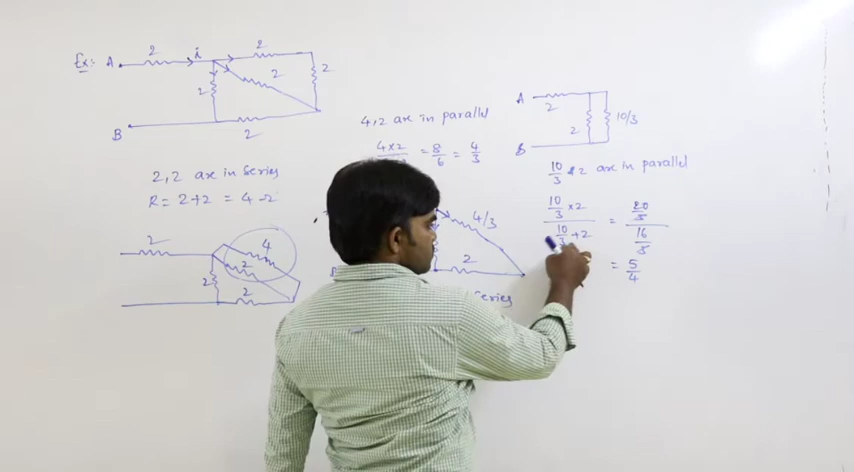 Ex:- A 2 i 2
2 2 2
B 2
2, 2 are in Series
R = 2+2 = 4 Ω
2 4
2 2
2
4,2 are in parallel
4×2 = 8/6 = 4/3
4/3
2
Series
A 2
2 10/3
B
10/3 & 2 are in parallel
10/3 ×2 / 10/3 +2 = 20/3 / 16/3
= 5/4